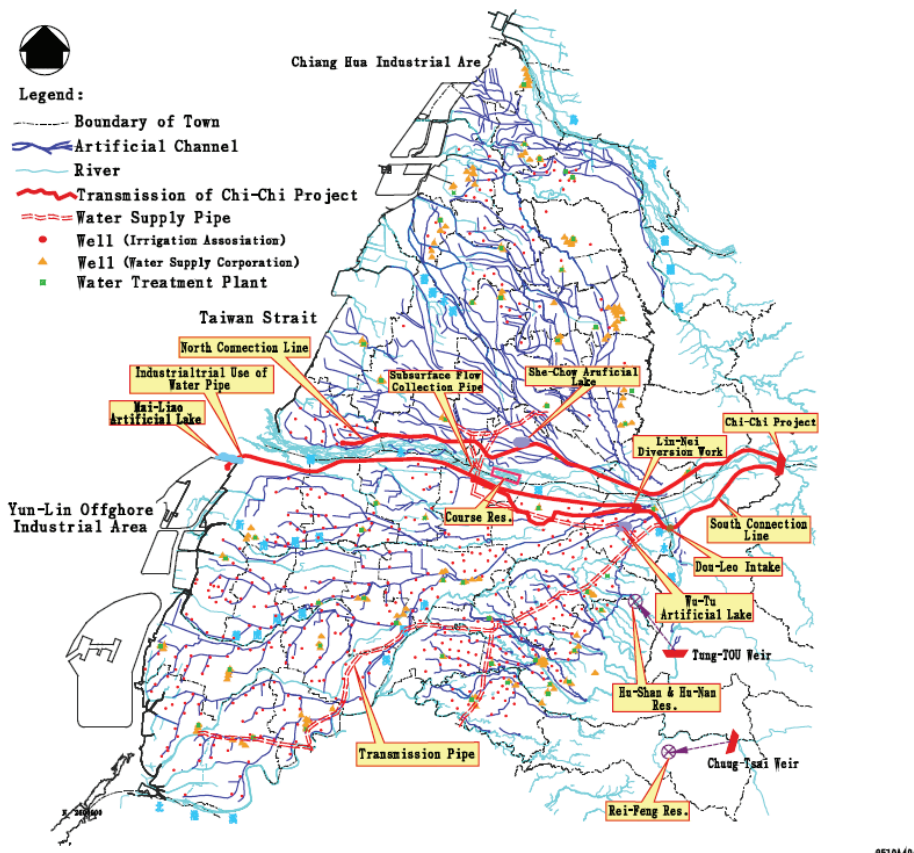 Chiang Hua Industrial Are
Legend:
Boundary of Town
Artificial Channel
River
Transmission of Chi-Chi Project
Water Supply Pipe
Well (Irrigation Assosiation)
Well (Water Supply Corporation)
Water Treatment Plant
Taiwan Strait
North Connection Line
Industrialtrial Use of
Water Pipe
Mai-Liao
Artificial Lake
Subsurface Flow
Collection Pipe
She-Chow Aruficial
Lake
Chi-Chi Project
Lin-Nei
Diversion Work
Yun-Lin Offghore
Industrial Area
Course Res.
South Connection
Line
Dou-Leo Intake
Wu-Tu
Artificial Lake
Tung-TOU Weir
Hu-Shan & Hu-Nan
Res.
Transmission Pipe
Chuug-Tsai Weir
Rei-Feng Res.